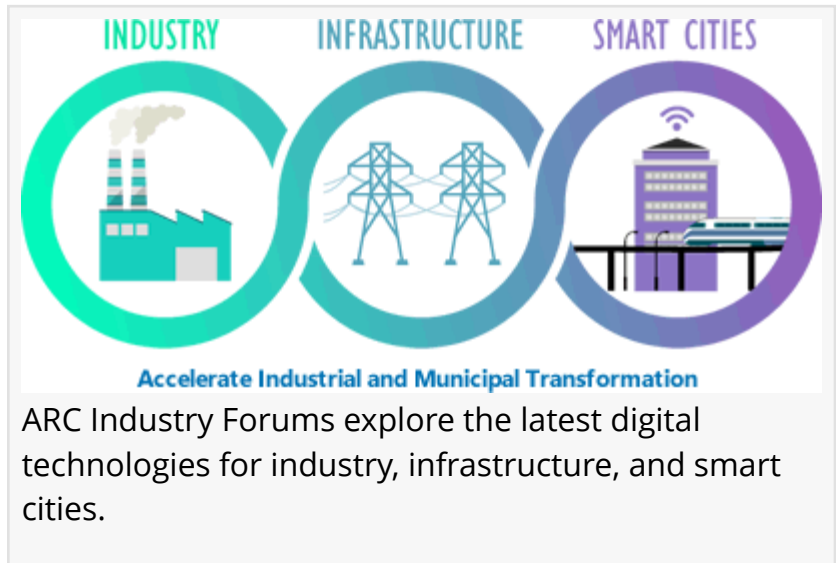 INDUSTRY INFRASTRUCTURE SMART CITIES
Accelerate Industrial and Municipal Transformation
ARC Industry Forums explore the latest digital
technologies for industry, infrastructure, and smart
cities.